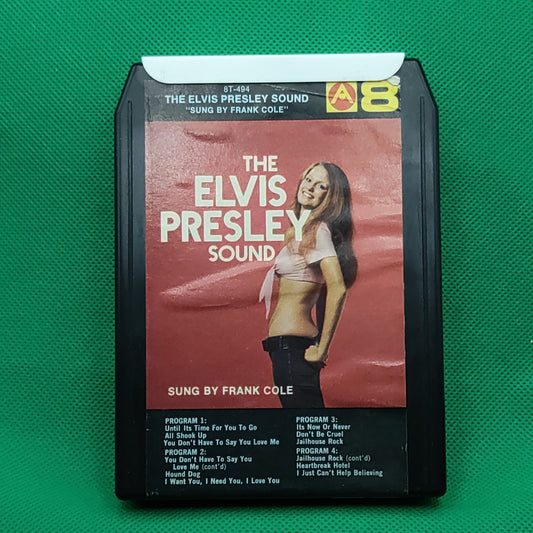 8T-494
THE ELVIS PRESLEY SOUND
"SUNG BY FRANK COLE"
A 8
THE
ELVIS
PRESLEY
SOUND
SUNG BY FRANK COLE
PROGRAM 1:
Until Its Time For You To Go
All Shook Up
You Don't Have To Say You Love Me
PROGRAM 2:
You Don't Have To Say You
Love Me (cont'd)
Hound Dog
I Want You, I Need You, I Love You
PROGRAM 3:
Its Now Or Never
Don't Be Cruel
Jailhouse Rock
PROGRAM 4:
Jailhouse Rock (cont'd)
Heartbreak Hotel
I Just Can't Help Believing